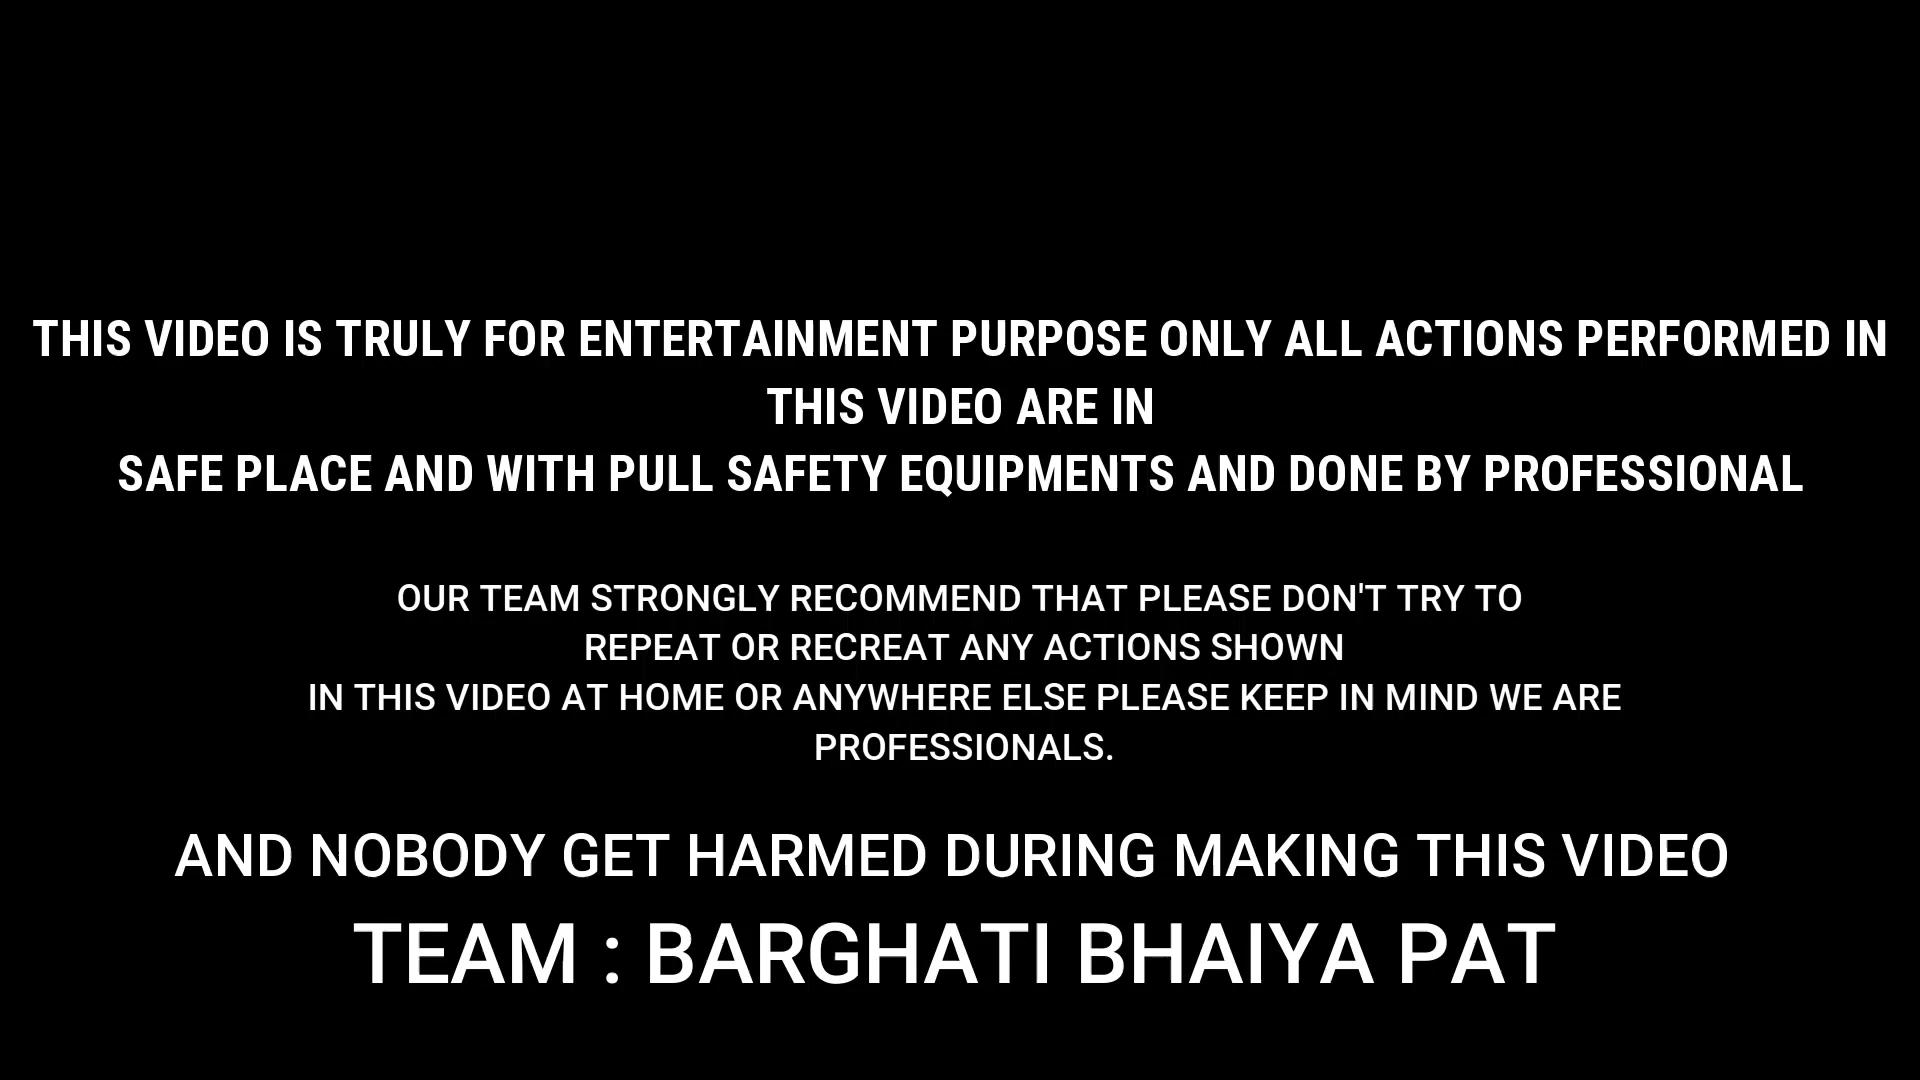 THIS VIDEO IS TRULY FOR ENTERTAINMENT PURPOSE ONLY ALL ACTIONS PERFORMED IN
THIS VIDEO ARE IN
SAFE PLACE AND WITH PULL SAFETY EQUIPMENTS AND DONE BY PROFESSIONAL
OUR TEAM STRONGLY RECOMMEND THAT PLEASE DON'T TRY TO
REPEAT OR RECREAT ANY ACTIONS SHOWN
IN THIS VIDEO AT HOME OR ANYWHERE ELSE PLEASE KEEP IN MIND WE ARE
PROFESSIONALS.
AND NOBODY GET HARMED DURING MAKING THIS VIDEO
TEAM : BARGHATI BHAIYA PAT